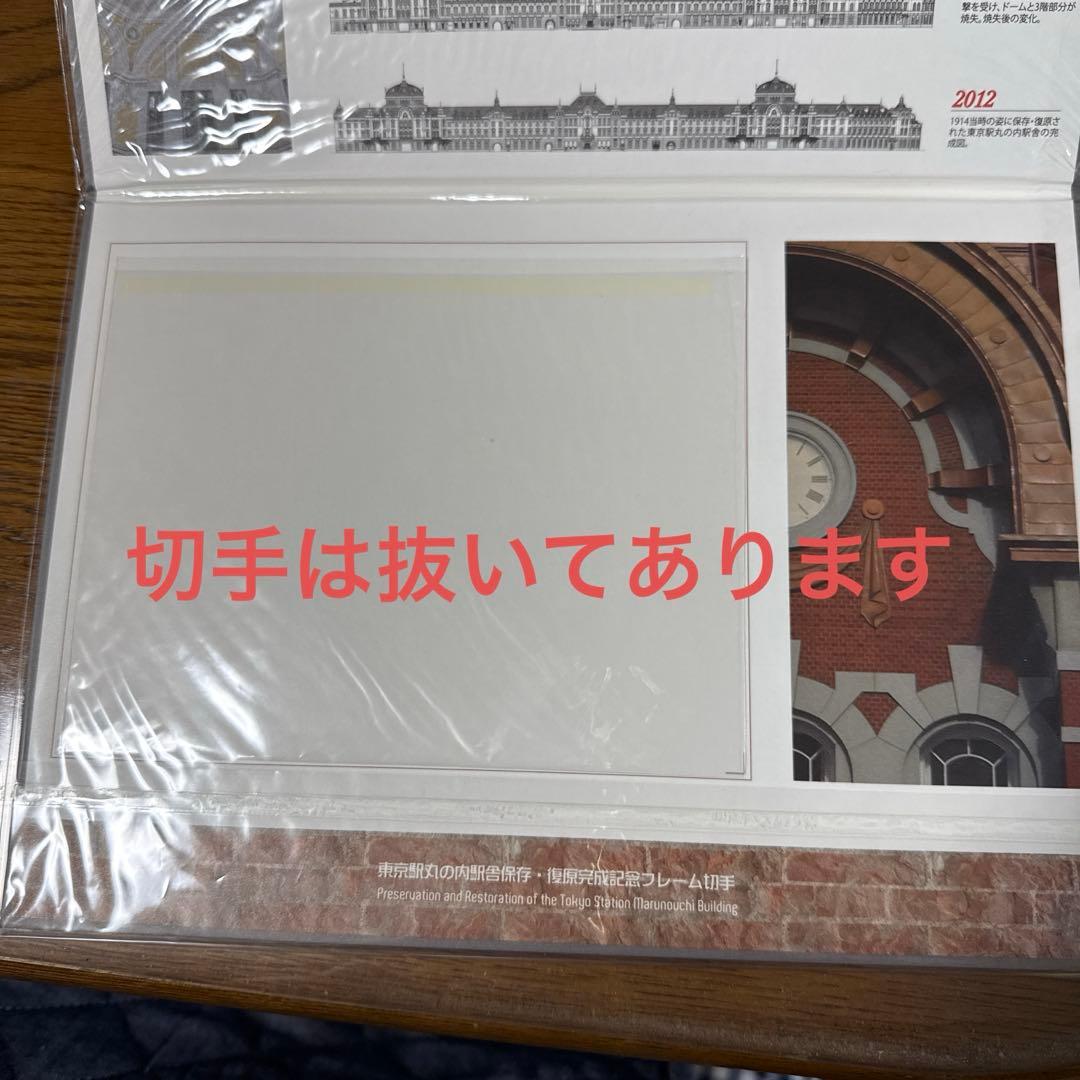 撃を受け、ドームと3階部分が
焼失。焼失後の変化。
2012
1914当時の姿に保存・復原さ
れた東京駅丸の内駅舎の完
成図。
切手は抜いてあります
東京駅丸の内駅舎保存・復原完成記念フレーム切手
Preservation and Restoration of the Tokyo Station Marunouchi Building